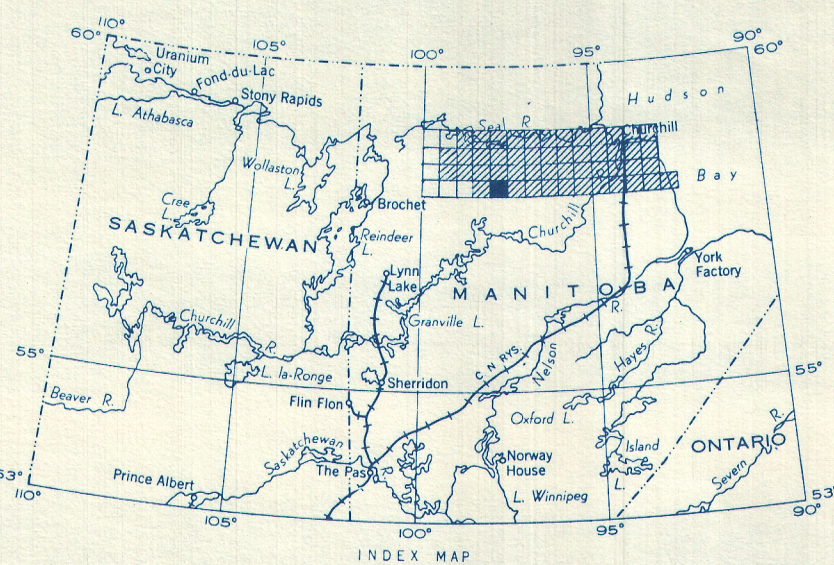 110°
60°
105°
100°
95°
90°
60°
Uranium
City
Fond-du-Lac
Stony Rapids
L. Athabasca
Hudson
Seal R.
Churchill
Wollaston
L.
Bay
Cree
L.
Brochet
SASKATCHEWAN
Reindeer
L.
Churchill
York
Factory
Lynn
Lake
MANITOBA
R.
Churchill
R.
Granville L.
C N RYS.
Nelson
Hayes R.
55°
L. la-Ronge
Sherridon
55°
Beaver R.
Flin Flon
Oxford L.
R.
Saskatchewan
R.
Island
L.
ONTARIO
Severn
The Pas
Norway
House
Prince Albert
L. Winnipeg
53°
110°
105°
100°
95°
53°
90°
INDEX MAP